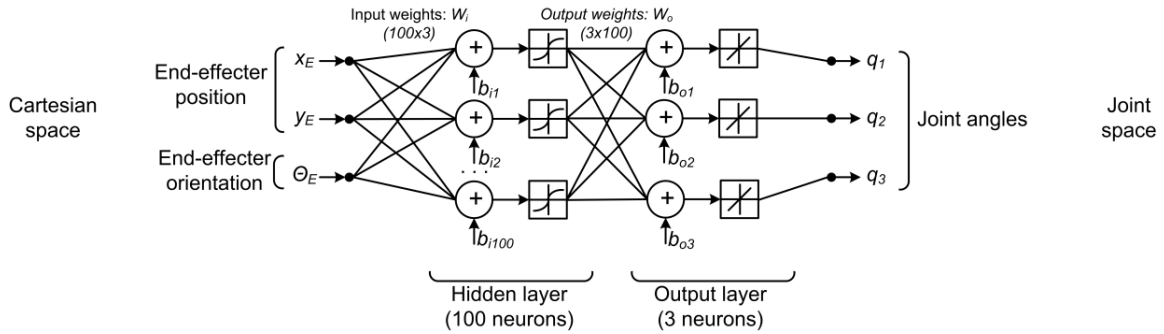 Input weights: Wi
(100x3)
Output weights: Wo
(3x100)
Cartesian
space
End-effecter
position
End-effecter
orientation
xE
yE
ΘE
bi1
bi2
. . .
bi100
bo1
bo2
bo3
q1
q2
q3
Joint angles
Joint
space
Hidden layer
(100 neurons)
Output layer
(3 neurons)